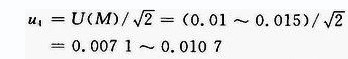 u₁ = U(M)/√2 = (0.01 ~ 0.015)/√2
= 0.007 1 ~ 0.010 7